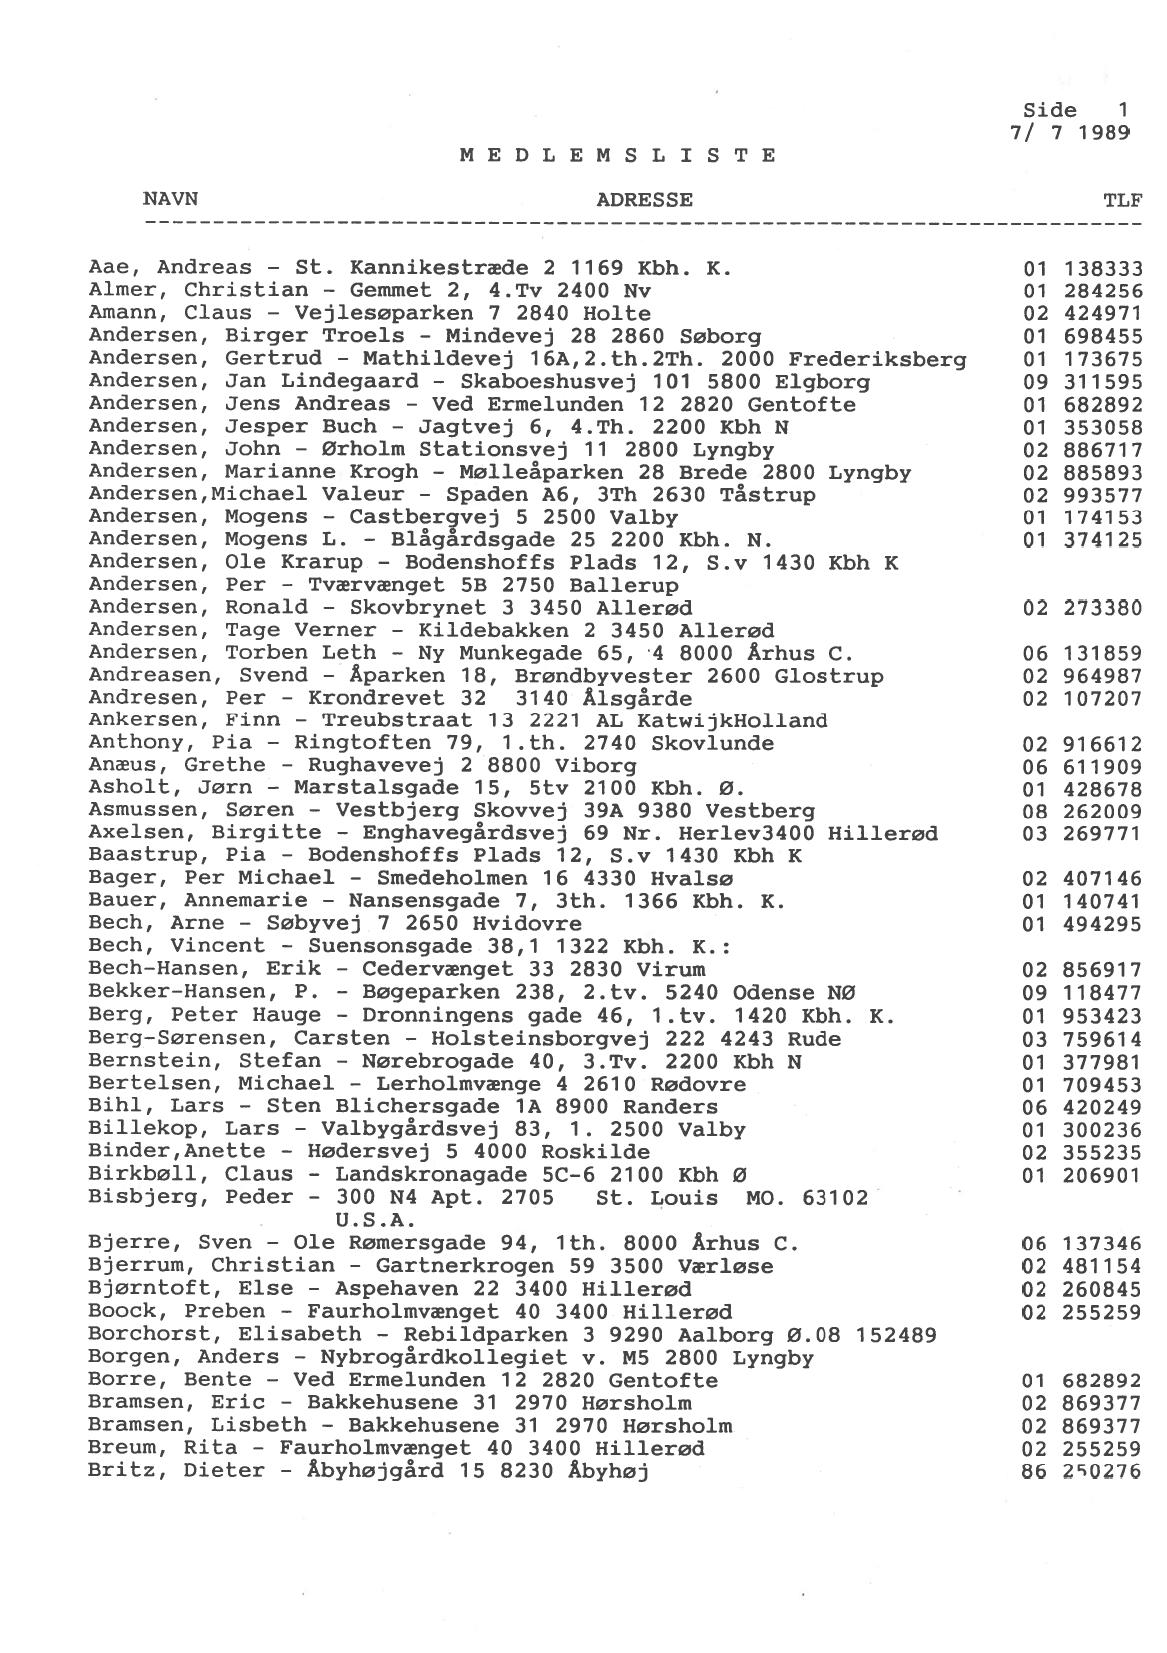 Side 1
7/ 7 1989
M E D L E M S L I S T E
NAVN ADRESSE TLF
--------------------------------------------------------------------------
Aae, Andreas - St. Kannikestræde 2 1169 Kbh. K. 01 138333
Almer, Christian - Gemmet 2, 4.Tv 2400 Nv 01 284256
Amann, Claus - Vejlesøparken 7 2840 Holte 02 424971
Andersen, Birger Troels - Mindevej 28 2860 Søborg 01 698455
Andersen, Gertrud - Mathildevej 16A,2.th.2Th. 2000 Frederiksberg 01 173675
Andersen, Jan Lindegaard - Skaboeshusvej 101 5800 Elgborg 09 311595
Andersen, Jens Andreas - Ved Ermelunden 12 2820 Gentofte 01 682892
Andersen, Jesper Buch - Jagtvej 6, 4.Th. 2200 Kbh N 01 353058
Andersen, John - Ørholm Stationsvej 11 2800 Lyngby 02 886717
Andersen, Marianne Krogh - Mølleåparken 28 Brede 2800 Lyngby 02 885893
Andersen,Michael Valeur - Spaden A6, 3Th 2630 Tåstrup 02 993577
Andersen, Mogens - Castbergvej 5 2500 Valby 01 174153
Andersen, Mogens L. - Blågårdsgade 25 2200 Kbh. N. 01 374125
Andersen, Ole Krarup - Bodenshoffs Plads 12, S.v 1430 Kbh K
Andersen, Per - Tværvænget 5B 2750 Ballerup
Andersen, Ronald - Skovbrynet 3 3450 Allerød 02 273380
Andersen, Tage Verner - Kildebakken 2 3450 Allerød
Andersen, Torben Leth - Ny Munkegade 65, 4 8000 Århus C. 06 131859
Andreasen, Svend - Åparken 18, Brøndbyvester 2600 Glostrup 02 964987
Andresen, Per - Krondrevet 32 3140 Ålsgårde 02 107207
Ankersen, Finn - Treubstraat 13 2221 AL KatwijkHolland
Anthony, Pia - Ringtoften 79, 1.th. 2740 Skovlunde 02 916612
Anæus, Grethe - Rughavevej 2 8800 Viborg 06 611909
Asholt, Jørn - Marstalsgade 15, 5tv 2100 Kbh. Ø. 01 428678
Asmussen, Søren - Vestbjerg Skovvej 39A 9380 Vestberg 08 262009
Axelsen, Birgitte - Enghavegårdsvej 69 Nr. Herlev3400 Hillerød 03 269771
Baastrup, Pia - Bodenshoffs Plads 12, S.v 1430 Kbh K
Bager, Per Michael - Smedeholmen 16 4330 Hvalsø 02 407146
Bauer, Annemarie - Nansensgade 7, 3th. 1366 Kbh. K. 01 140741
Bech, Arne - Søbyvej 7 2650 Hvidovre 01 494295
Bech, Vincent - Suensonsgade 38,1 1322 Kbh. K.:
Bech-Hansen, Erik - Cedervænget 33 2830 Virum 02 856917
Bekker-Hansen, P. - Bøgeparken 238, 2.tv. 5240 Odense NØ 09 118477
Berg, Peter Hauge - Dronningens gade 46, 1.tv. 1420 Kbh. K. 01 953423
Berg-Sørensen, Carsten - Holsteinsborgvej 222 4243 Rude 03 759614
Bernstein, Stefan - Nørebrogade 40, 3.Tv. 2200 Kbh N 01 377981
Bertelsen, Michael - Lerholmvænge 4 2610 Rødovre 01 709453
Bihl, Lars - Sten Blichersgade 1A 8900 Randers 06 420249
Billekop, Lars - Valbygårdsvej 83, 1. 2500 Valby 01 300236
Binder,Anette - Hødersvej 5 4000 Roskilde 02 355235
Birkbøll, Claus - Landskronagade 5C-6 2100 Kbh Ø 01 206901
Bisbjerg, Peder - 300 N4 Apt. 2705 St. Louis MO. 63102
U.S.A.
Bjerre, Sven - Ole Rømersgade 94, 1th. 8000 Århus C. 06 137346
Bjerrum, Christian - Gartnerkrogen 59 3500 Værløse 02 481154
Bjørntoft, Else - Aspehaven 22 3400 Hillerød 02 260845
Boock, Preben - Faurholmvænget 40 3400 Hillerød 02 255259
Borchorst, Elisabeth - Rebildparken 3 9290 Aalborg Ø.08 152489
Borgen, Anders - Nybrogårdkollegiet v. M5 2800 Lyngby
Borre, Bente - Ved Ermelunden 12 2820 Gentofte 01 682892
Bramsen, Eric - Bakkehusene 31 2970 Hørsholm 02 869377
Bramsen, Lisbeth - Bakkehusene 31 2970 Hørsholm 02 869377
Breum, Rita - Faurholmvænget 40 3400 Hillerød 02 255259
Britz, Dieter - Åbyhøjgård 15 8230 Åbyhøj 86 250276